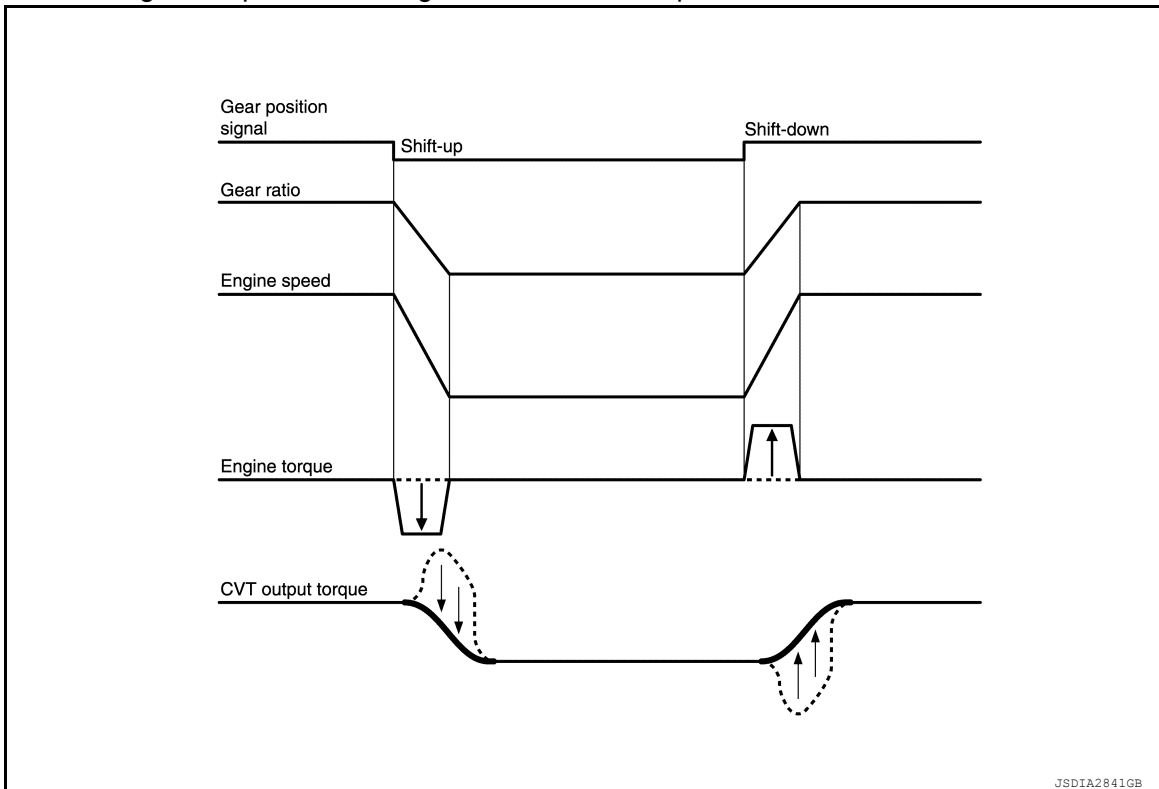 Gear position
signal
Shift-up
Shift-down
Gear ratio
Engine speed
Engine torque
CVT output torque
JSDIA2841GB